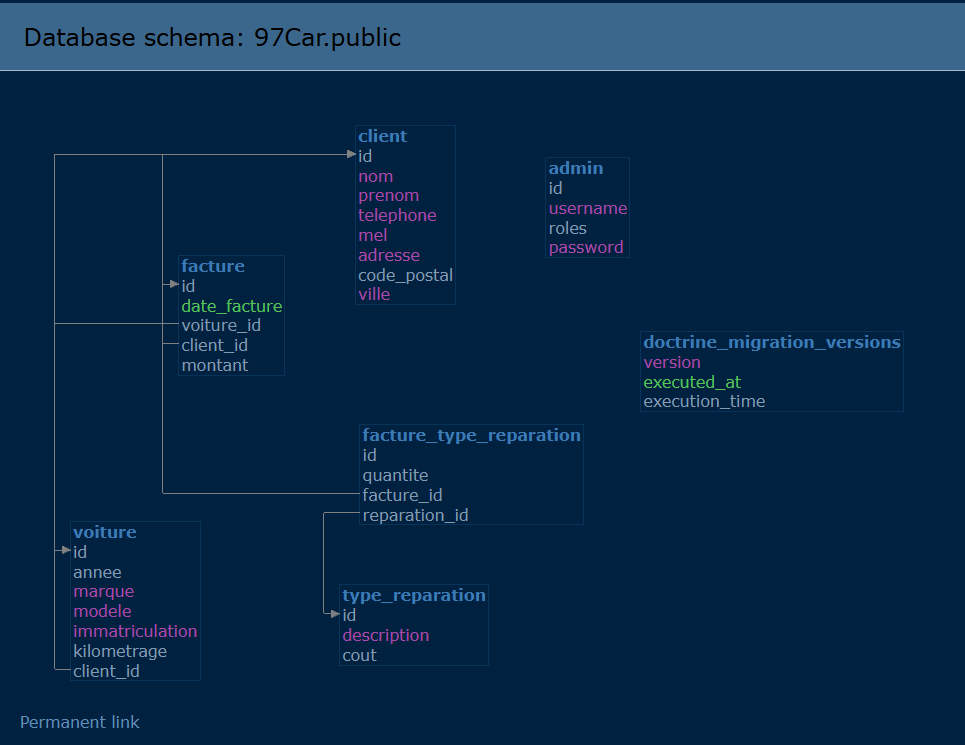 Database schema: 97Car.public
client
id
nom
prenom
telephone
mel
adresse
code_postal
ville
admin
id
username
roles
password
facture
id
date_facture
voiture_id
client_id
montant
doctrine_migration_versions
version
executed_at
execution_time
facture_type_reparation
id
quantite
facture_id
reparation_id
voiture
id
annee
marque
modele
immatriculation
kilometrage
client_id
type_reparation
id
description
cout
Permanent link